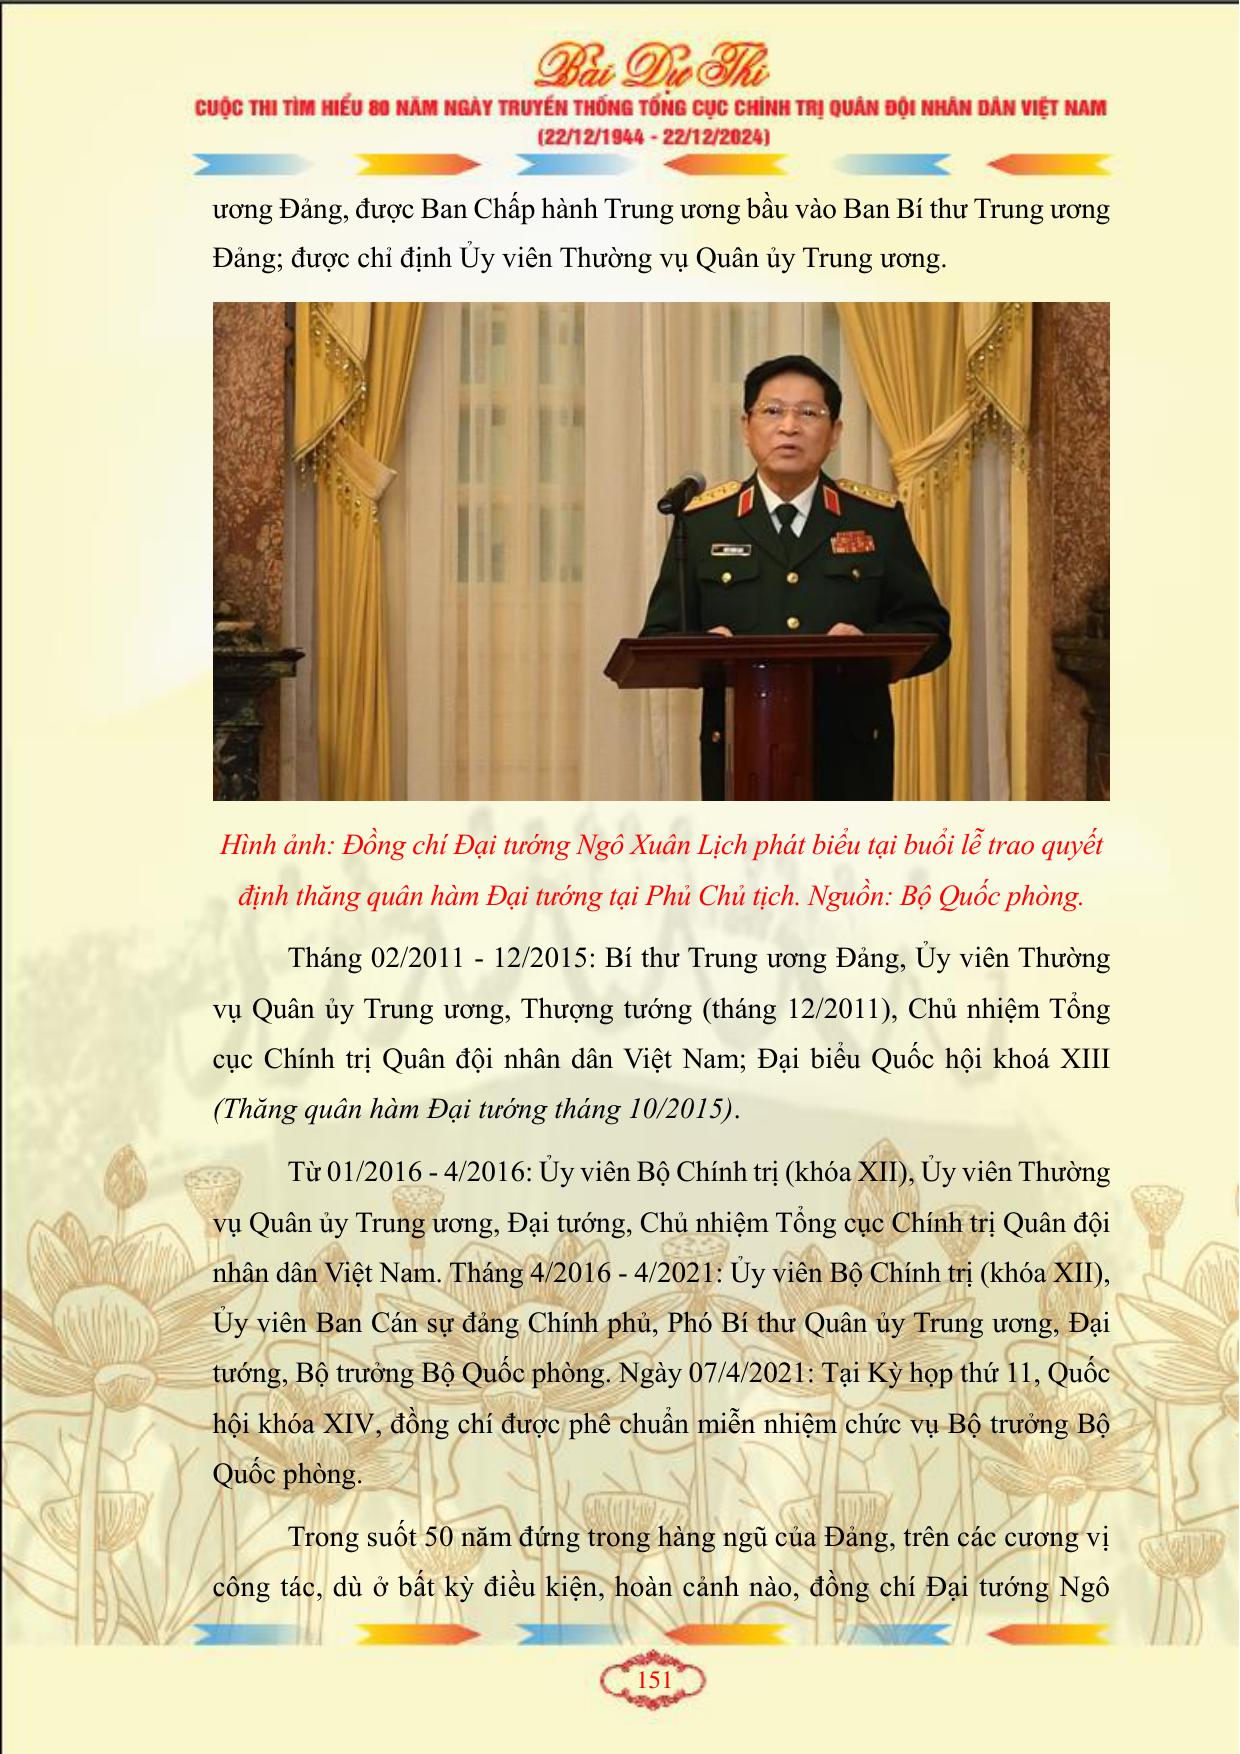 Bài Dự Thi
CUỘC THI TÌM HIỂU 80 NĂM NGÀY TRUYỀN THỐNG TỔNG CỤC CHÍNH TRỊ QUÂN ĐỘI NHÂN DÂN VIỆT NAM
(22/12/1944 - 22/12/2024)
ương Đảng, được Ban Chấp hành Trung ương bầu vào Ban Bí thư Trung ương
Đảng; được chỉ định Ủy viên Thường vụ Quân ủy Trung ương.
Hình ảnh: Đồng chí Đại tướng Ngô Xuân Lịch phát biểu tại buổi lễ trao quyết
định thăng quân hàm Đại tướng tại Phủ Chủ tịch. Nguồn: Bộ Quốc phòng.
Tháng 02/2011 - 12/2015: Bí thư Trung ương Đảng, Ủy viên Thường
vụ Quân ủy Trung ương, Thượng tướng (tháng 12/2011), Chủ nhiệm Tổng
cục Chính trị Quân đội nhân dân Việt Nam; Đại biểu Quốc hội khoá XIII
(Thăng quân hàm Đại tướng tháng 10/2015).
Từ 01/2016 - 4/2016: Ủy viên Bộ Chính trị (khóa XII), Ủy viên Thường
vụ Quân ủy Trung ương, Đại tướng, Chủ nhiệm Tổng cục Chính trị Quân đội
nhân dân Việt Nam. Tháng 4/2016 - 4/2021: Ủy viên Bộ Chính trị (khóa XII),
Ủy viên Ban Cán sự đảng Chính phủ, Phó Bí thư Quân ủy Trung ương, Đại
tướng, Bộ trưởng Bộ Quốc phòng. Ngày 07/4/2021: Tại Kỳ họp thứ 11, Quốc
hội khóa XIV, đồng chí được phê chuẩn miễn nhiệm chức vụ Bộ trưởng Bộ
Quốc phòng.
Trong suốt 50 năm đứng trong hàng ngũ của Đảng, trên các cương vị
công tác, dù ở bất kỳ điều kiện, hoàn cảnh nào, đồng chí Đại tướng Ngô
151